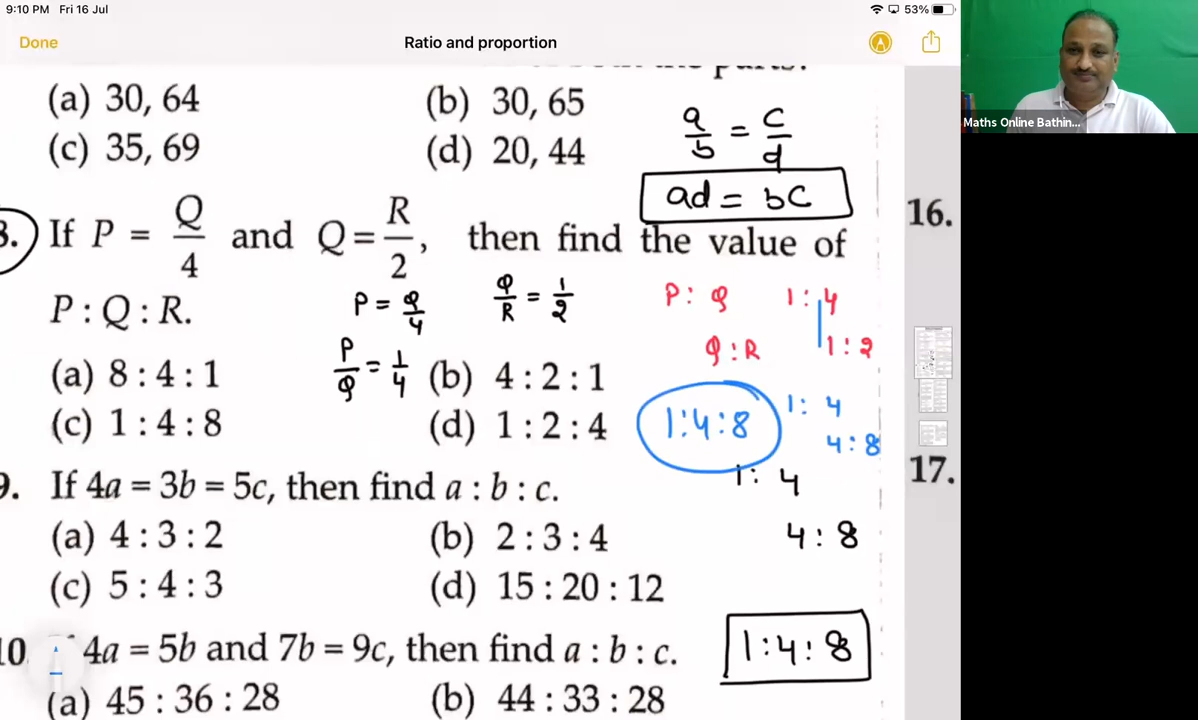 9:10 PM Fri 16 Jul
53%
Done
Ratio and proportion
Maths Online Bathin...
(a) 30, 64
(b) 30, 65
(c) 35, 69
(d) 20, 44
a/b = c/d
ad = bc
8. If P = Q/4 and Q = R/2, then find the value of
P : Q : R.
P = Q/4
Q/R = 1/2
P/Q = 1/4
P : Q 1 : 4
Q : R 1 : 2
(a) 8 : 4 : 1
(b) 4 : 2 : 1
(c) 1 : 4 : 8
(d) 1 : 2 : 4
1:4:8
1 : 4
4 : 8
1 : 4
4 : 8
1:4:8
9. If 4a = 3b = 5c, then find a : b : c.
(a) 4 : 3 : 2
(b) 2 : 3 : 4
(c) 5 : 4 : 3
(d) 15 : 20 : 12
10 4a = 5b and 7b = 9c, then find a : b : c.
(a) 45 : 36 : 28
(b) 44 : 33 : 28
16.
17.